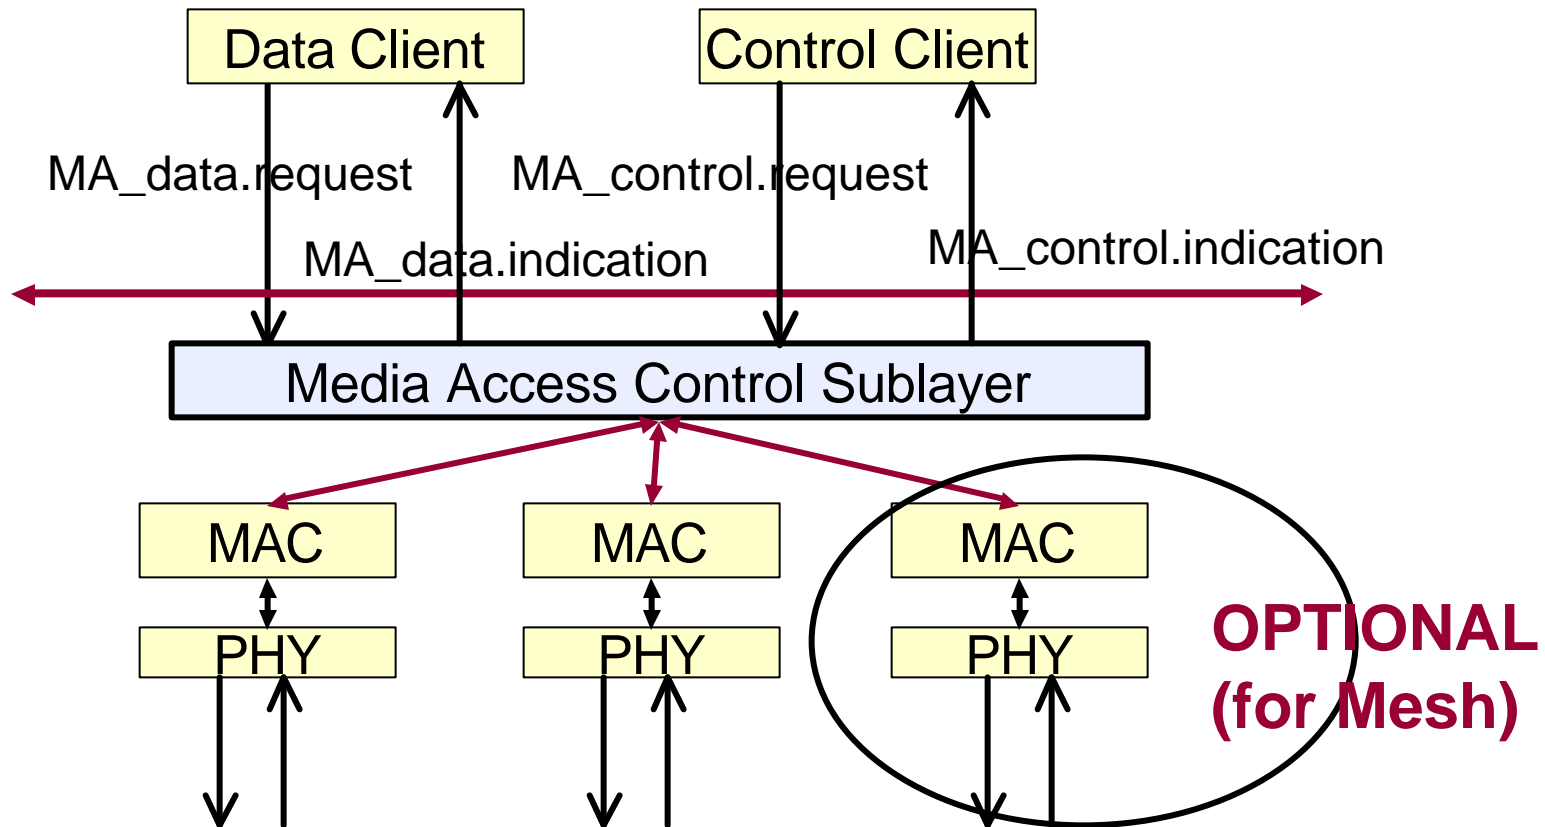 Data Client
Control Client
MA_data.request
MA_control.request
MA_data.indication
MA_control.indication
Media Access Control Sublayer
MAC
MAC
MAC
PHY
PHY
PHY
OPTIONAL
(for Mesh)